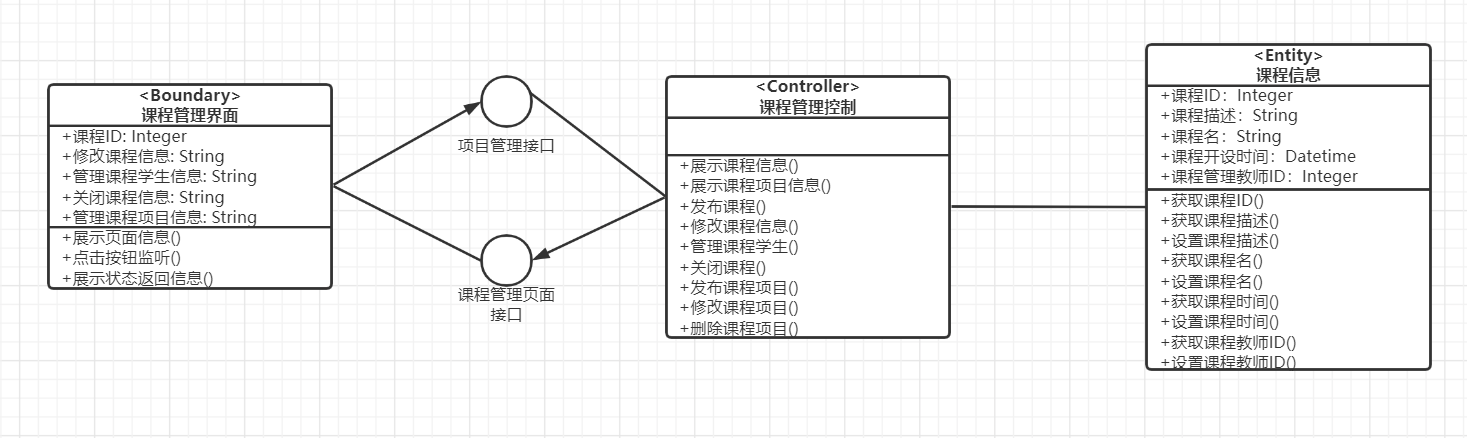 <Boundary>
课程管理界面
+课程ID: Integer
+修改课程信息: String
+管理课程学生信息: String
+关闭课程信息: String
+管理课程项目信息: String
+展示页面信息()
+点击按钮监听()
+展示状态返回信息()
项目管理接口
课程管理页面
接口
<Controller>
课程管理控制
+展示课程信息()
+展示课程项目信息()
+发布课程()
+修改课程信息()
+管理课程学生()
+关闭课程()
+发布课程项目()
+修改课程项目()
+删除课程项目()
<Entity>
课程信息
+课程ID：Integer
+课程描述：String
+课程名：String
+课程开设时间：Datetime
+课程管理教师ID：Integer
+获取课程ID()
+获取课程描述()
+设置课程描述()
+获取课程名()
+设置课程名()
+获取课程时间()
+设置课程时间()
+获取课程教师ID()
+设置课程教师ID()